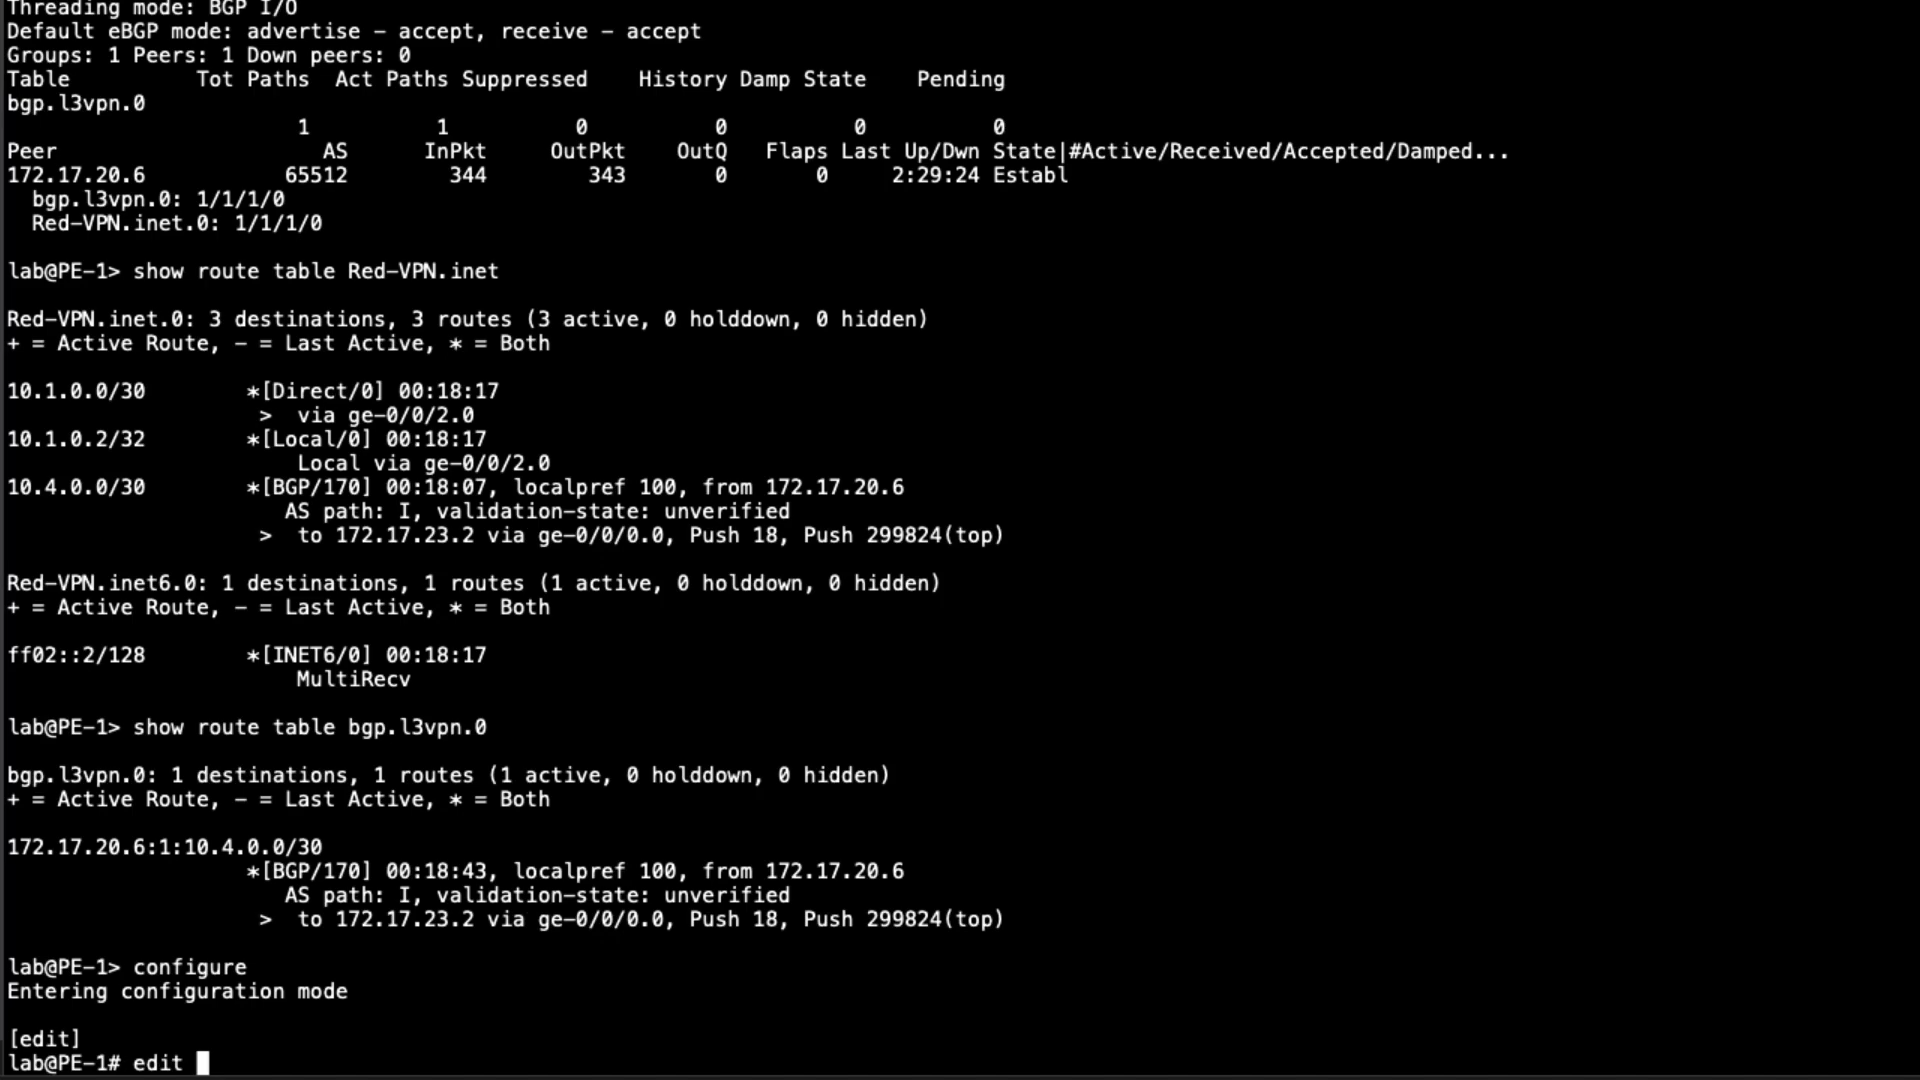 Threading mode: BGP I/O
Default eBGP mode: advertise - accept, receive - accept
Groups: 1 Peers: 1 Down peers: 0
Table          Tot Paths  Act Paths Suppressed    History Damp State    Pending
bgp.l3vpn.0
                       1          1          0          0          0          0
Peer                     AS      InPkt     OutPkt    OutQ   Flaps Last Up/Dwn State|#Active/Received/Accepted/Damped...
172.17.20.6           65512        344        343       0       0     2:29:24 Establ
  bgp.l3vpn.0: 1/1/1/0
  Red-VPN.inet.0: 1/1/1/0
lab@PE-1> show route table Red-VPN.inet
Red-VPN.inet.0: 3 destinations, 3 routes (3 active, 0 holddown, 0 hidden)
+ = Active Route, - = Last Active, * = Both
10.1.0.0/30        *[Direct/0] 00:18:17
                    >  via ge-0/0/2.0
10.1.0.2/32        *[Local/0] 00:18:17
                       Local via ge-0/0/2.0
10.4.0.0/30        *[BGP/170] 00:18:07, localpref 100, from 172.17.20.6
                      AS path: I, validation-state: unverified
                    >  to 172.17.23.2 via ge-0/0/0.0, Push 18, Push 299824(top)
Red-VPN.inet6.0: 1 destinations, 1 routes (1 active, 0 holddown, 0 hidden)
+ = Active Route, - = Last Active, * = Both
ff02::2/128        *[INET6/0] 00:18:17
                       MultiRecv
lab@PE-1> show route table bgp.l3vpn.0
bgp.l3vpn.0: 1 destinations, 1 routes (1 active, 0 holddown, 0 hidden)
+ = Active Route, - = Last Active, * = Both
172.17.20.6:1:10.4.0.0/30
                   *[BGP/170] 00:18:43, localpref 100, from 172.17.20.6
                      AS path: I, validation-state: unverified
                    >  to 172.17.23.2 via ge-0/0/0.0, Push 18, Push 299824(top)
lab@PE-1> configure
Entering configuration mode
[edit]
lab@PE-1# edit